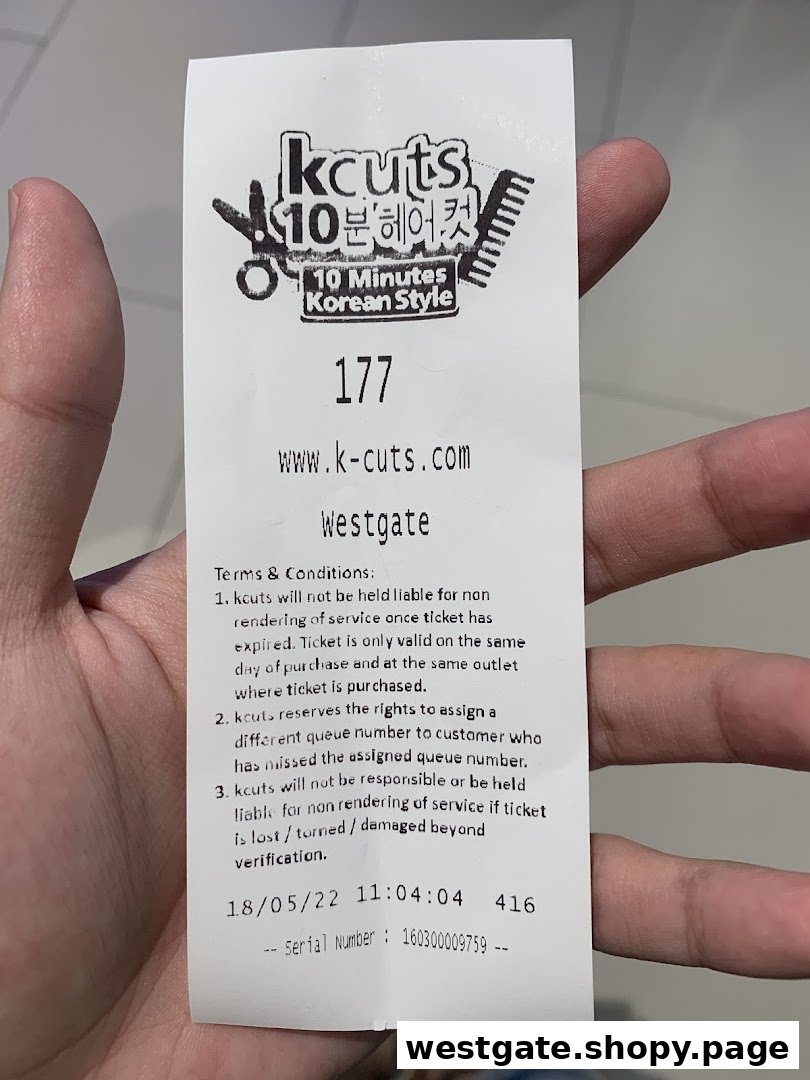 kcuts
10분 헤어컷
10 Minutes
Korean Style
177
www.k-cuts.com
Westgate
Terms & Conditions:
1. kcuts will not be held liable for non
rendering of service once ticket has
expired. Ticket is only valid on the same
day of purchase and at the same outlet
where ticket is purchased.
2. kcuts reserves the rights to assign a
different queue number to customer who
has missed the assigned queue number.
3. kcuts will not be responsible or be held
liable for non rendering of service if ticket
is lost / torned / damaged beyond
verification.
18/05/22 11:04:04 416
-- Serial Number : 160300009759 --
westgate.shopy.page